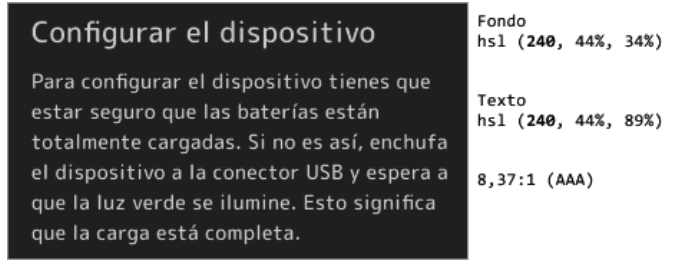 Configurar el dispositivo
Para configurar el dispositivo tienes que
estar seguro que las baterías están
totalmente cargadas. Si no es así, enchufa
el dispositivo a la conector USB y espera a
que la luz verde se ilumine. Esto significa
que la carga está completa.
Fondo
hsl (240, 44%, 34%)
Texto
hsl (240, 44%, 89%)
8,37:1 (AAA)